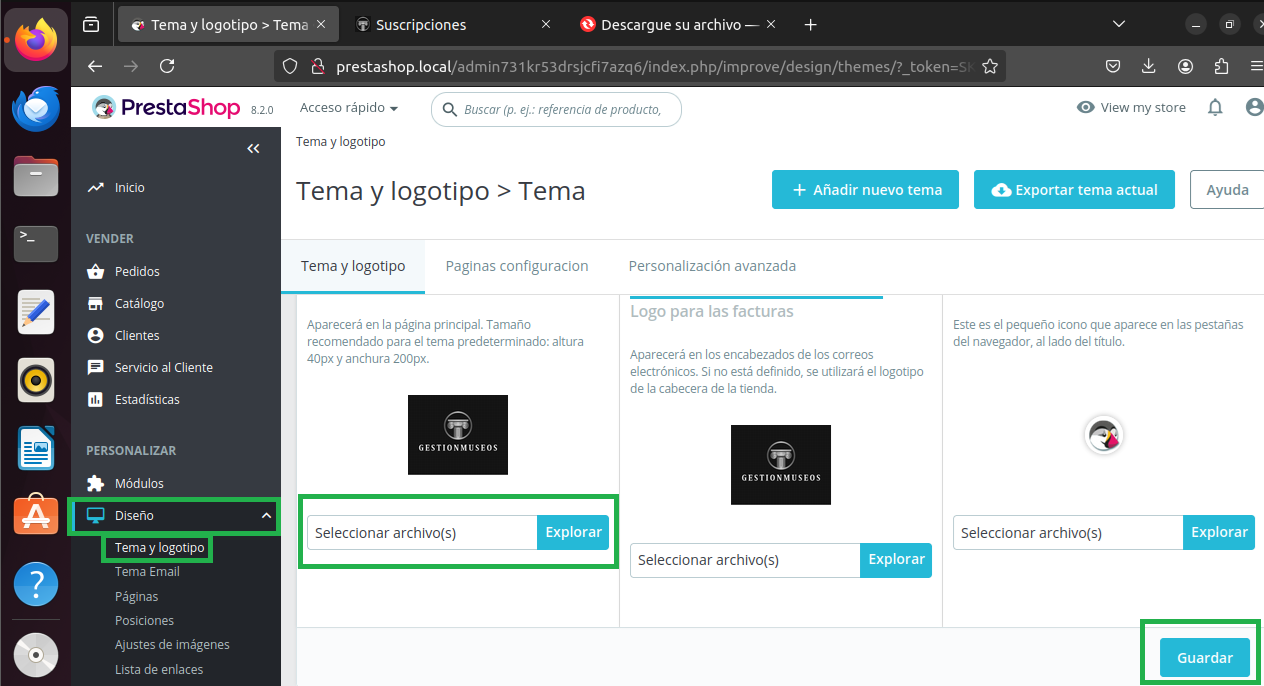 Tema y logotipo > Tema
Suscripciones
Descargue su archivo —
prestashop.local/admin731kr53drsjcfi7azq6/index.php/improve/design/themes/?_token=SK
PrestaShop 8.2.0
Acceso rápido
Buscar (p. ej.: referencia de producto,
View my store
Tema y logotipo
Tema y logotipo > Tema
Añadir nuevo tema
Exportar tema actual
Ayuda
Tema y logotipo
Paginas configuracion
Personalización avanzada
Inicio
VENDER
Pedidos
Catálogo
Clientes
Servicio al Cliente
Estadísticas
PERSONALIZAR
Módulos
Diseño
Tema y logotipo
Tema Email
Páginas
Posiciones
Ajustes de imágenes
Lista de enlaces
Aparecerá en la página principal. Tamaño
recomendado para el tema predeterminado: altura
40px y anchura 200px.
GESTIONMUSEOS
Seleccionar archivo(s)
Explorar
Logo para las facturas
Aparecerá en los encabezados de los correos
electrónicos. Si no está definido, se utilizará el logotipo
de la cabecera de la tienda.
GESTIONMUSEOS
Seleccionar archivo(s)
Explorar
Este es el pequeño icono que aparece en las pestañas
del navegador, al lado del título.
Seleccionar archivo(s)
Explorar
Guardar